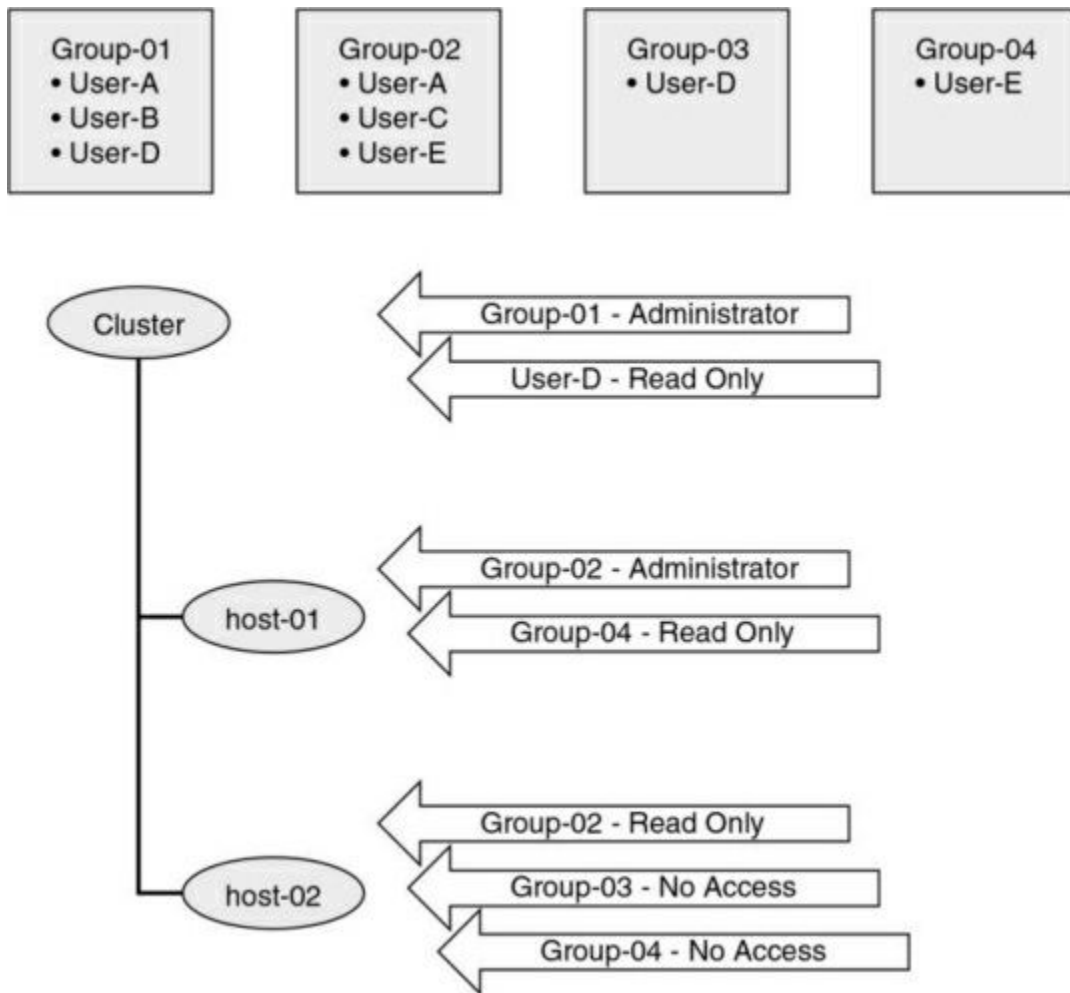 Group-01
• User-A
• User-B
• User-D
Group-02
• User-A
• User-C
• User-E
Group-03
• User-D
Group-04
• User-E
Cluster
Group-01 - Administrator
User-D - Read Only
host-01
Group-02 - Administrator
Group-04 - Read Only
host-02
Group-02 - Read Only
Group-03 - No Access
Group-04 - No Access